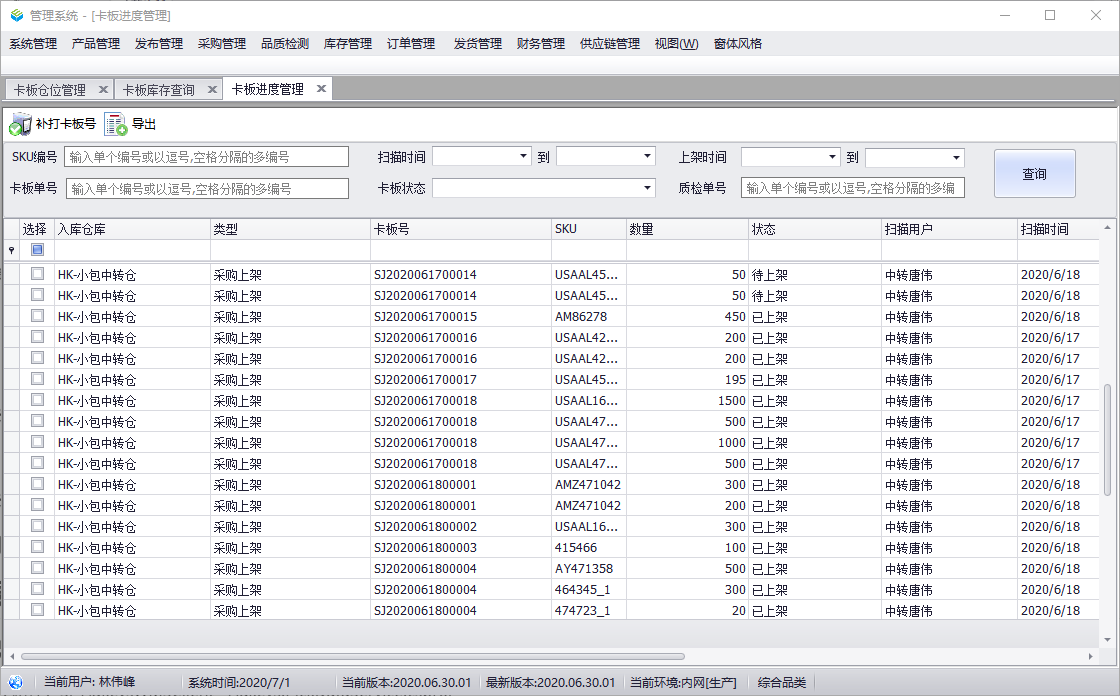 管理系统 - [卡板进度管理]
系统管理 产品管理 发布管理 采购管理 品质检测 库存管理 订单管理 发货管理 财务管理 供应链管理 视图(W) 窗体风格
卡板仓位管理 卡板库存查询 卡板进度管理
补打卡板号 导出
SKU编号 输入单个编号或以逗号,空格分隔的多编号 扫描时间 到 上架时间 到
卡板单号 输入单个编号或以逗号,空格分隔的多编号 卡板状态 质检单号 输入单个编号或以逗号,空格分隔的多编
查询
选择 入库仓库 类型 卡板号 SKU 数量 状态 扫描用户 扫描时间
HK-小包中转仓 采购上架 SJ2020061700014 USAAL45... 50 待上架 中转唐伟 2020/6/18
HK-小包中转仓 采购上架 SJ2020061700014 USAAL45... 50 待上架 中转唐伟 2020/6/18
HK-小包中转仓 采购上架 SJ2020061700015 AM86278 450 已上架 中转唐伟 2020/6/18
HK-小包中转仓 采购上架 SJ2020061700016 USAAL42... 200 已上架 中转唐伟 2020/6/17
HK-小包中转仓 采购上架 SJ2020061700016 USAAL42... 200 已上架 中转唐伟 2020/6/17
HK-小包中转仓 采购上架 SJ2020061700017 USAAL45... 195 已上架 中转唐伟 2020/6/17
HK-小包中转仓 采购上架 SJ2020061700018 USAAL16... 1500 已上架 中转唐伟 2020/6/17
HK-小包中转仓 采购上架 SJ2020061700018 USAAL47... 500 已上架 中转唐伟 2020/6/17
HK-小包中转仓 采购上架 SJ2020061700018 USAAL47... 1000 已上架 中转唐伟 2020/6/17
HK-小包中转仓 采购上架 SJ2020061700018 USAAL47... 500 已上架 中转唐伟 2020/6/17
HK-小包中转仓 采购上架 SJ2020061800001 AMZ471042 300 已上架 中转唐伟 2020/6/18
HK-小包中转仓 采购上架 SJ2020061800001 AMZ471042 200 已上架 中转唐伟 2020/6/18
HK-小包中转仓 采购上架 SJ2020061800002 USAAL16... 300 已上架 中转唐伟 2020/6/18
HK-小包中转仓 采购上架 SJ2020061800003 415466 100 已上架 中转唐伟 2020/6/18
HK-小包中转仓 采购上架 SJ2020061800004 AY471358 500 已上架 中转唐伟 2020/6/18
HK-小包中转仓 采购上架 SJ2020061800004 464345_1 300 已上架 中转唐伟 2020/6/18
HK-小包中转仓 采购上架 SJ2020061800004 474723_1 20 已上架 中转唐伟 2020/6/18
当前用户: 林伟峰 系统时间:2020/7/1 当前版本:2020.06.30.01 最新版本:2020.06.30.01 当前环境:内网[生产] 综合品类